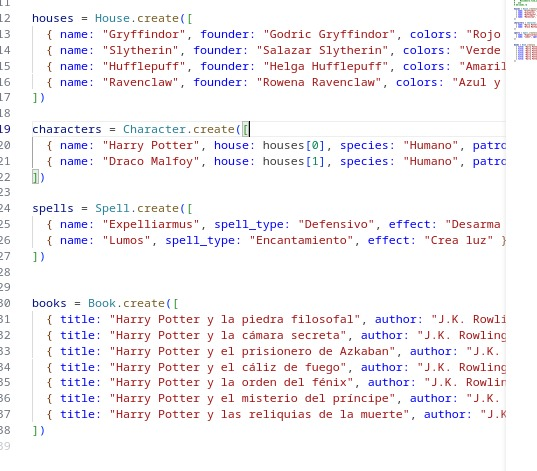 11
12 houses = House.create([
13 { name: "Gryffindor", founder: "Godric Gryffindor", colors: "Rojo
14 { name: "Slytherin", founder: "Salazar Slytherin", colors: "Verde
15 { name: "Hufflepuff", founder: "Helga Hufflepuff", colors: "Amaril
16 { name: "Ravenclaw", founder: "Rowena Ravenclaw", colors: "Azul y
17 ])
18
19 characters = Character.create([
20 { name: "Harry Potter", house: houses[0], species: "Humano", patro
21 { name: "Draco Malfoy", house: houses[1], species: "Humano", patro
22 ])
23
24 spells = Spell.create([
25 { name: "Expelliarmus", spell_type: "Defensivo", effect: "Desarma
26 { name: "Lumos", spell_type: "Encantamiento", effect: "Crea luz" }
27 ])
28
29
30 books = Book.create([
31 { title: "Harry Potter y la piedra filosofal", author: "J.K. Rowli
32 { title: "Harry Potter y la cámara secreta", author: "J.K. Rowling
33 { title: "Harry Potter y el prisionero de Azkaban", author: "J.K.
34 { title: "Harry Potter y el cáliz de fuego", author: "J.K. Rowling
35 { title: "Harry Potter y la orden del fénix", author: "J.K. Rowlin
36 { title: "Harry Potter y el misterio del príncipe", author: "J.K.
37 { title: "Harry Potter y las reliquias de la muerte", author: "J.K
38 ])
39